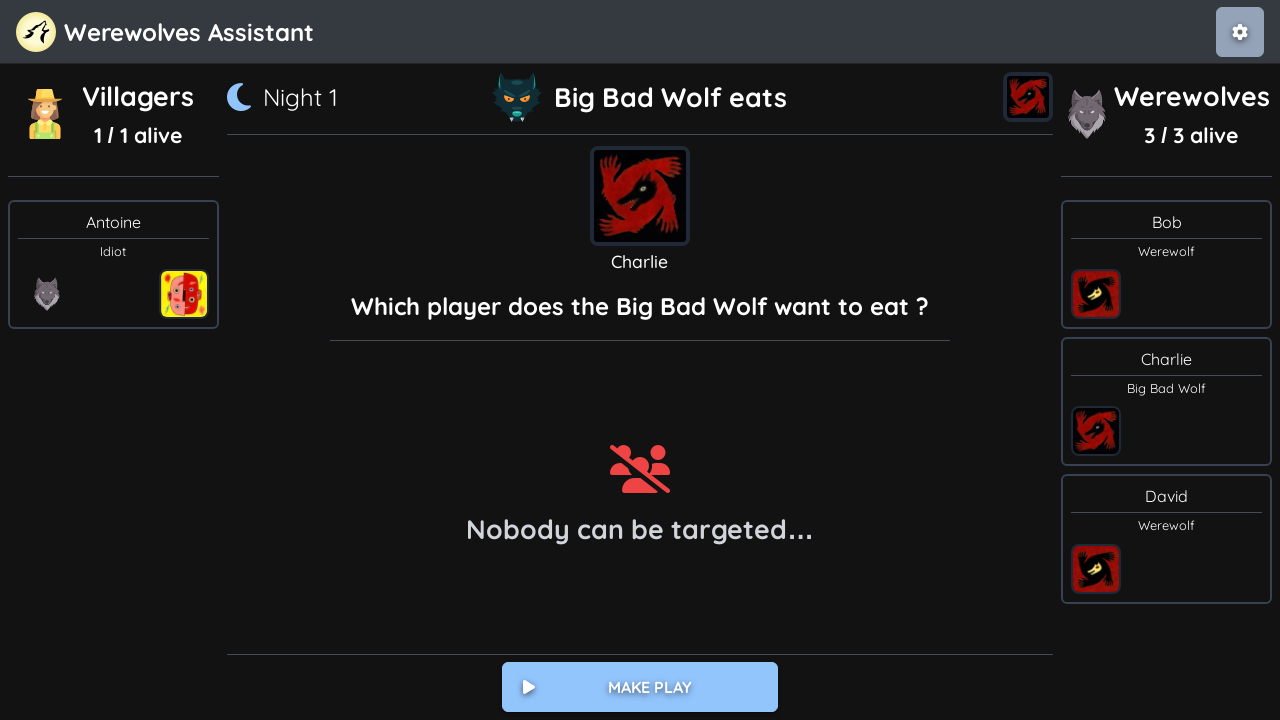 Werewolves Assistant
Villagers
1 / 1 alive
Antoine
Idiot
Night 1
Big Bad Wolf eats
Charlie
Which player does the Big Bad Wolf want to eat ?
Nobody can be targeted...
MAKE PLAY
Werewolves
3 / 3 alive
Bob
Werewolf
Charlie
Big Bad Wolf
David
Werewolf